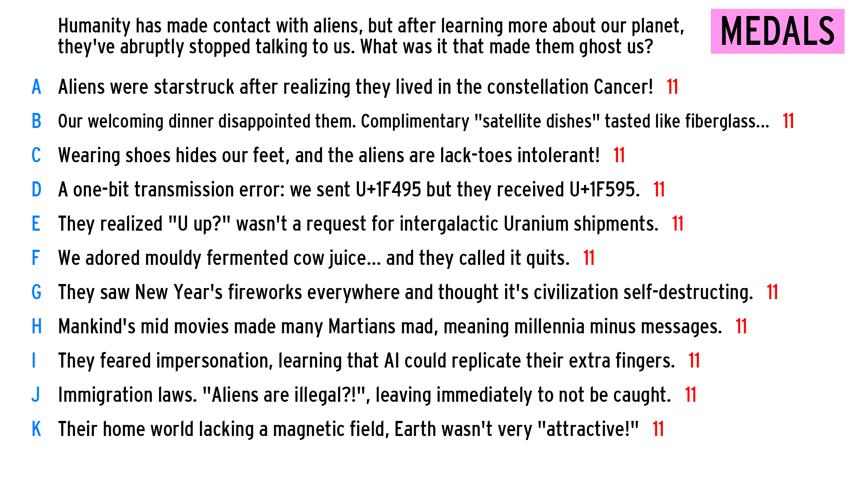 Humanity has made contact with aliens, but after learning more about our planet,
they've abruptly stopped talking to us. What was it that made them ghost us?
MEDALS
A Aliens were starstruck after realizing they lived in the constellation Cancer! 11
B Our welcoming dinner disappointed them. Complimentary "satellite dishes" tasted like fiberglass... 11
C Wearing shoes hides our feet, and the aliens are lack-toes intolerant! 11
D A one-bit transmission error: we sent U+1F495 but they received U+1F595. 11
E They realized "U up?" wasn't a request for intergalactic Uranium shipments. 11
F We adored mouldy fermented cow juice... and they called it quits. 11
G They saw New Year's fireworks everywhere and thought it's civilization self-destructing. 11
H Mankind's mid movies made many Martians mad, meaning millennia minus messages. 11
I They feared impersonation, learning that AI could replicate their extra fingers. 11
J Immigration laws. "Aliens are illegal?!", leaving immediately to not be caught. 11
K Their home world lacking a magnetic field, Earth wasn't very "attractive!" 11